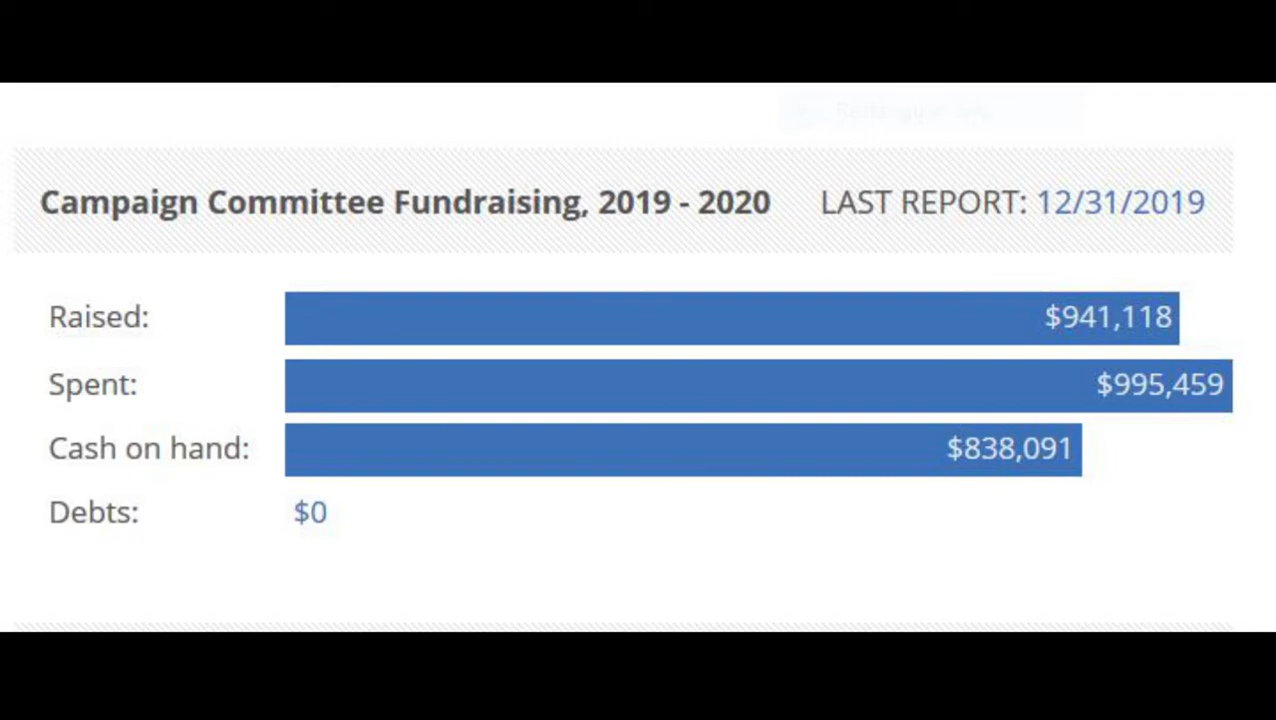 Campaign Committee Fundraising, 2019 - 2020 LAST REPORT: 12/31/2019
Raised: $941,118
Spent: $995,459
Cash on hand: $838,091
Debts: $0